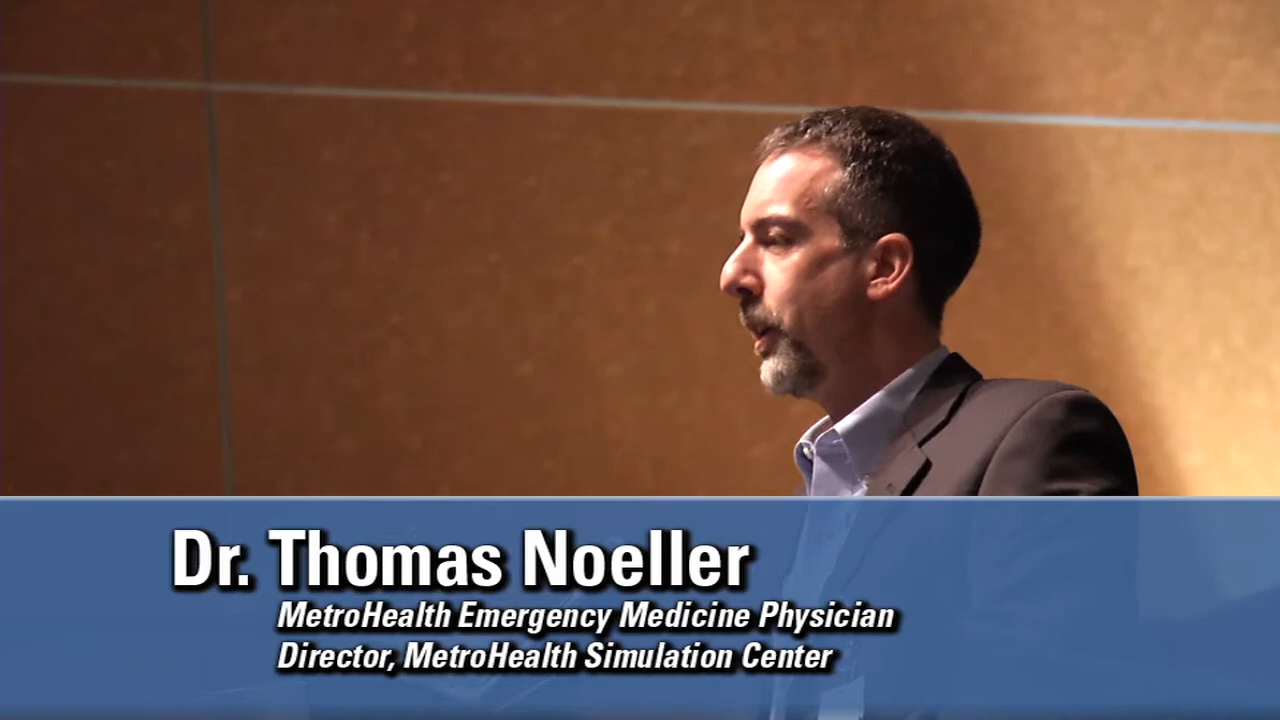 Dr. Thomas Noeller
MetroHealth Emergency Medicine Physician
Director, MetroHealth Simulation Center